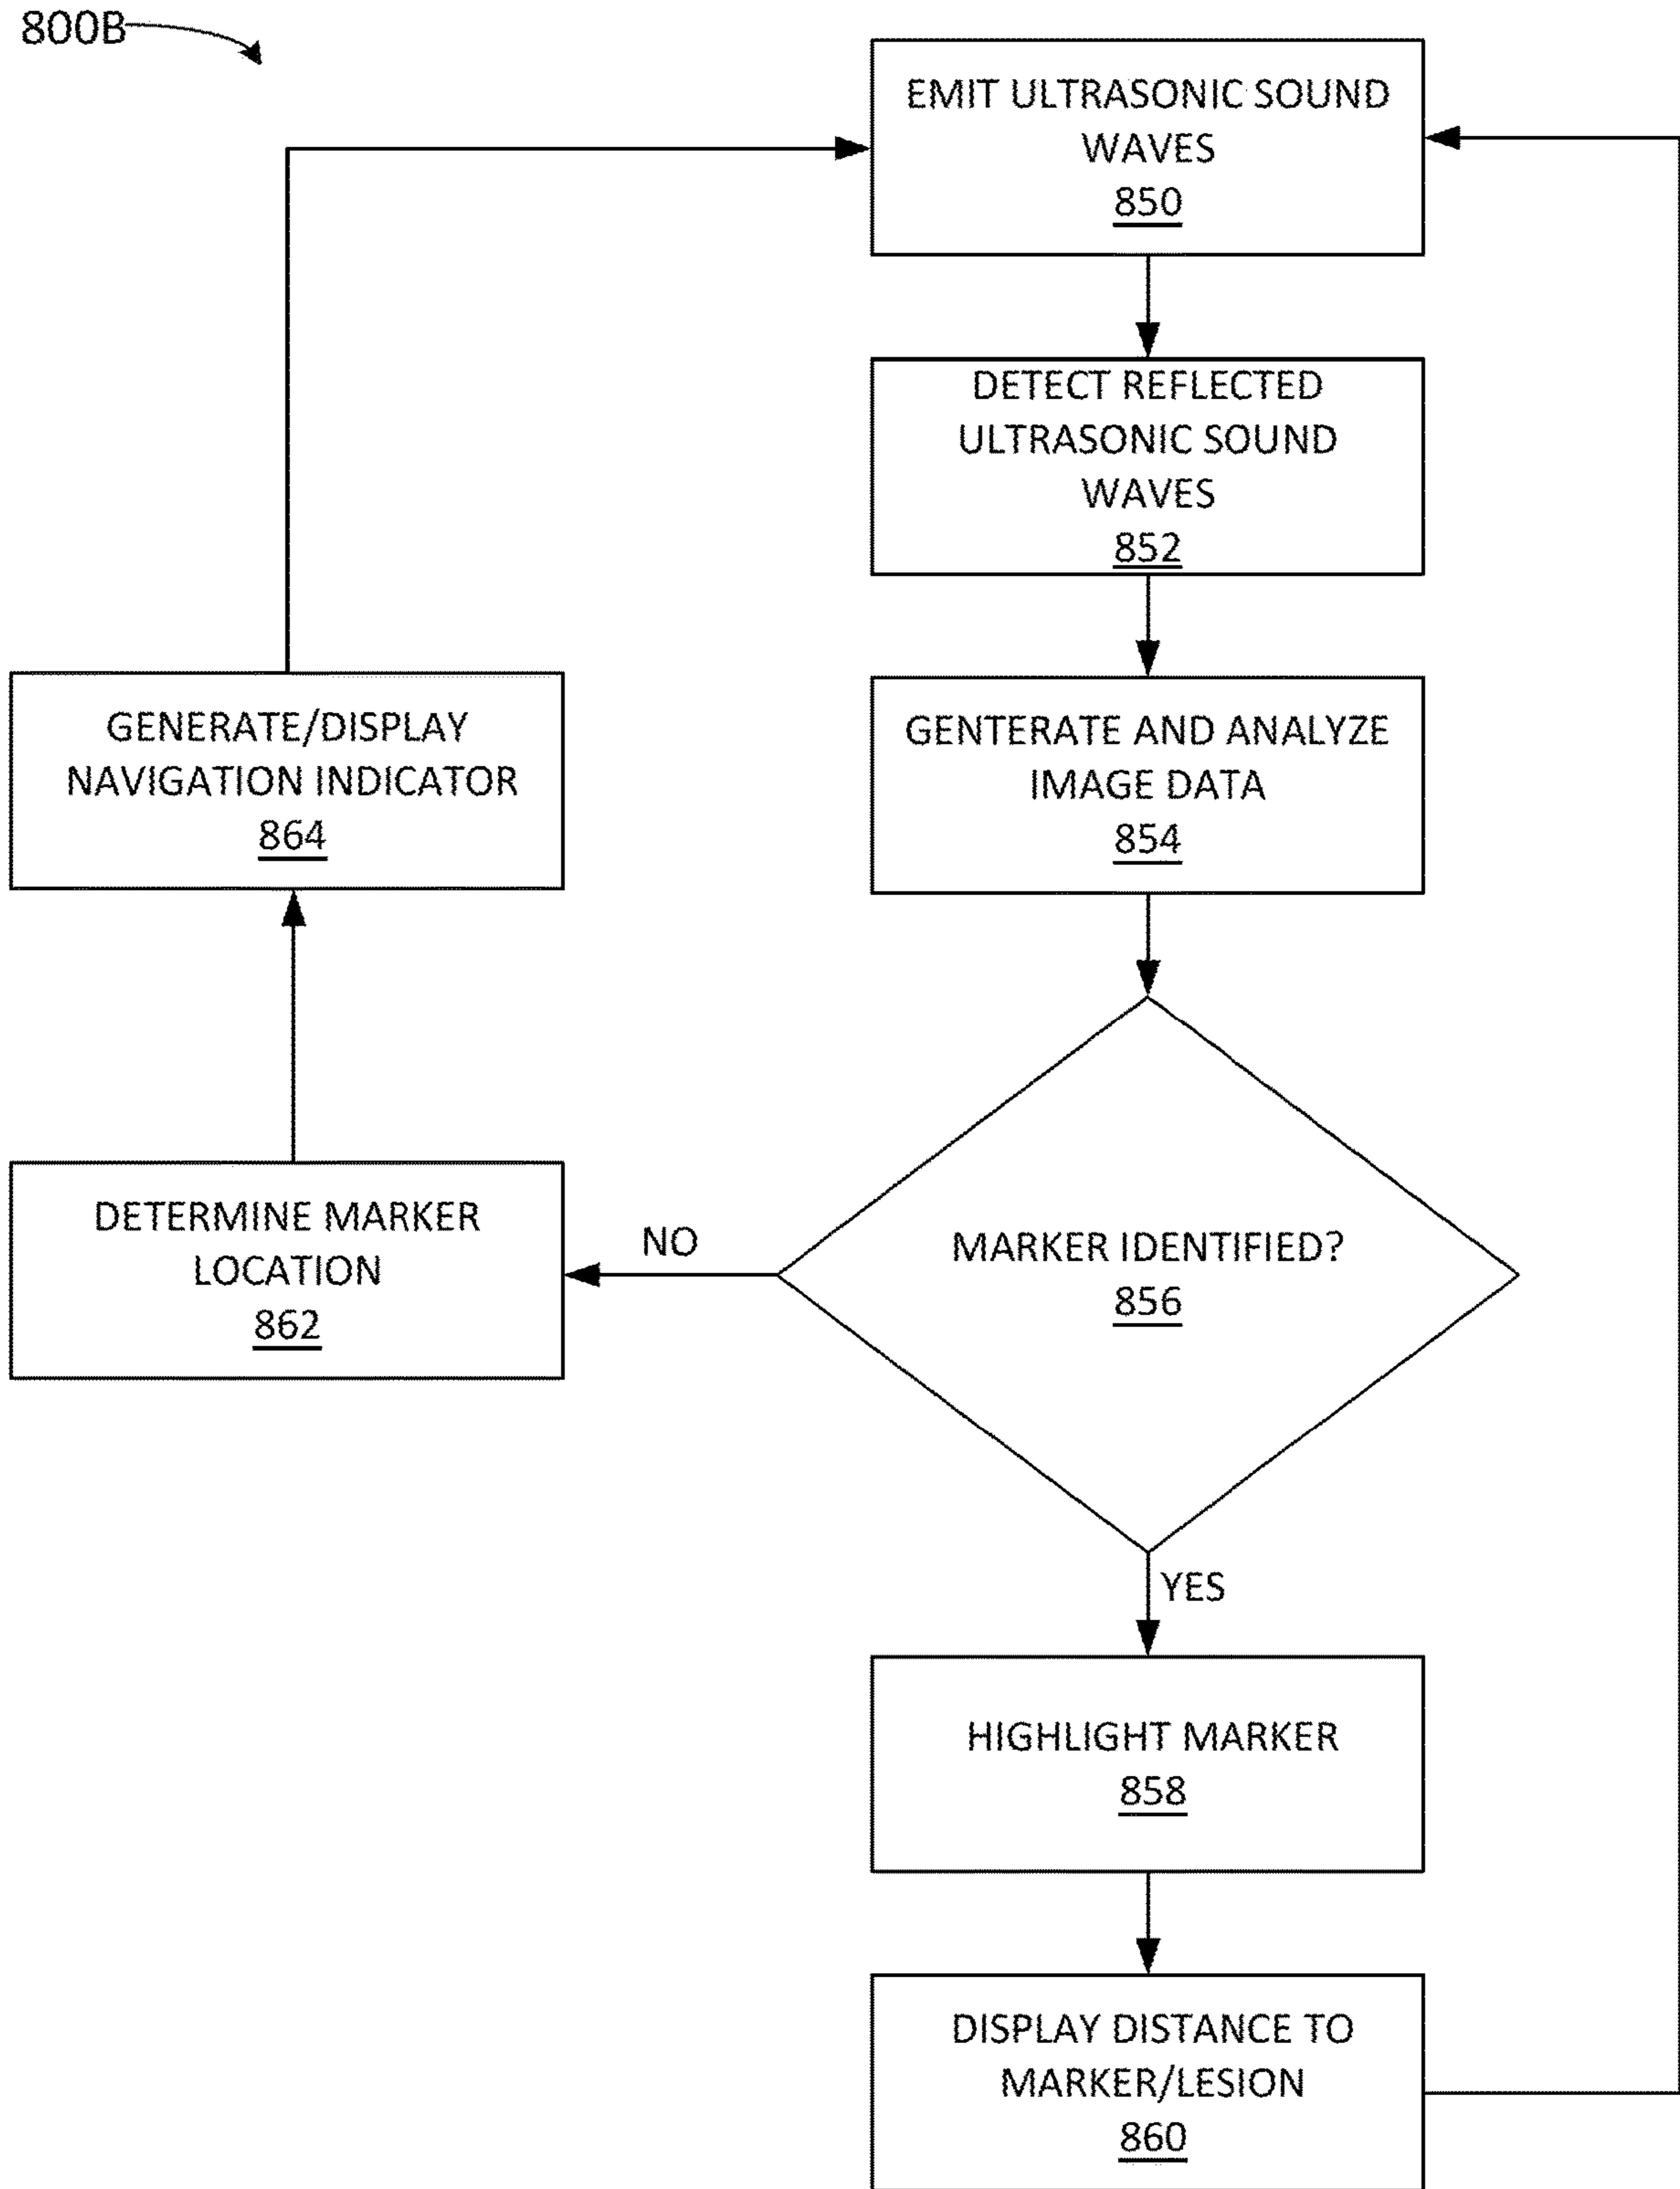 800B
EMIT ULTRASONIC SOUND
WAVES
850
DETECT REFLECTED
ULTRASONIC SOUND
WAVES
852
GENTERATE AND ANALYZE
IMAGE DATA
854
MARKER IDENTIFIED?
856
NO
DETERMINE MARKER
LOCATION
862
GENERATE/DISPLAY
NAVIGATION INDICATOR
864
YES
HIGHLIGHT MARKER
858
DISPLAY DISTANCE TO
MARKER/LESION
860